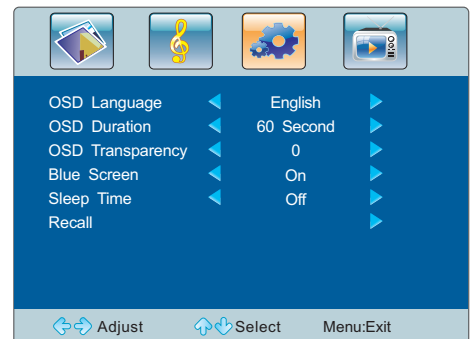 OSD Language English
OSD Duration 60 Second
OSD Transparency 0
Blue Screen On
Sleep Time Off
Recall
Adjust Select Menu:Exit